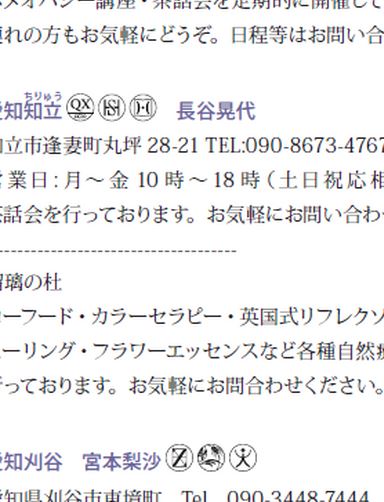 オパシー講座・茶話会を定期的に開催して
連れの方もお気軽にどうぞ。日程等はお問い合
ちりゅう
愛知知立 QX H H 長谷晃代
知立市逢妻町丸坪 28-21 TEL:090-8673-4767
営業日:月～金 10 時～18 時(土日祝応相
茶話会を行っております。お気軽にお問い合わ
瑠璃の杜
ーフード・カラーセラピー・英国式リフレクソ
ーリング・フラワーエッセンスなど各種自然療
行っております。お気軽にお問合わせください。
愛知刈谷 宮本梨沙 Z
愛知県刈谷市東境町 Tel 090-3448-7444